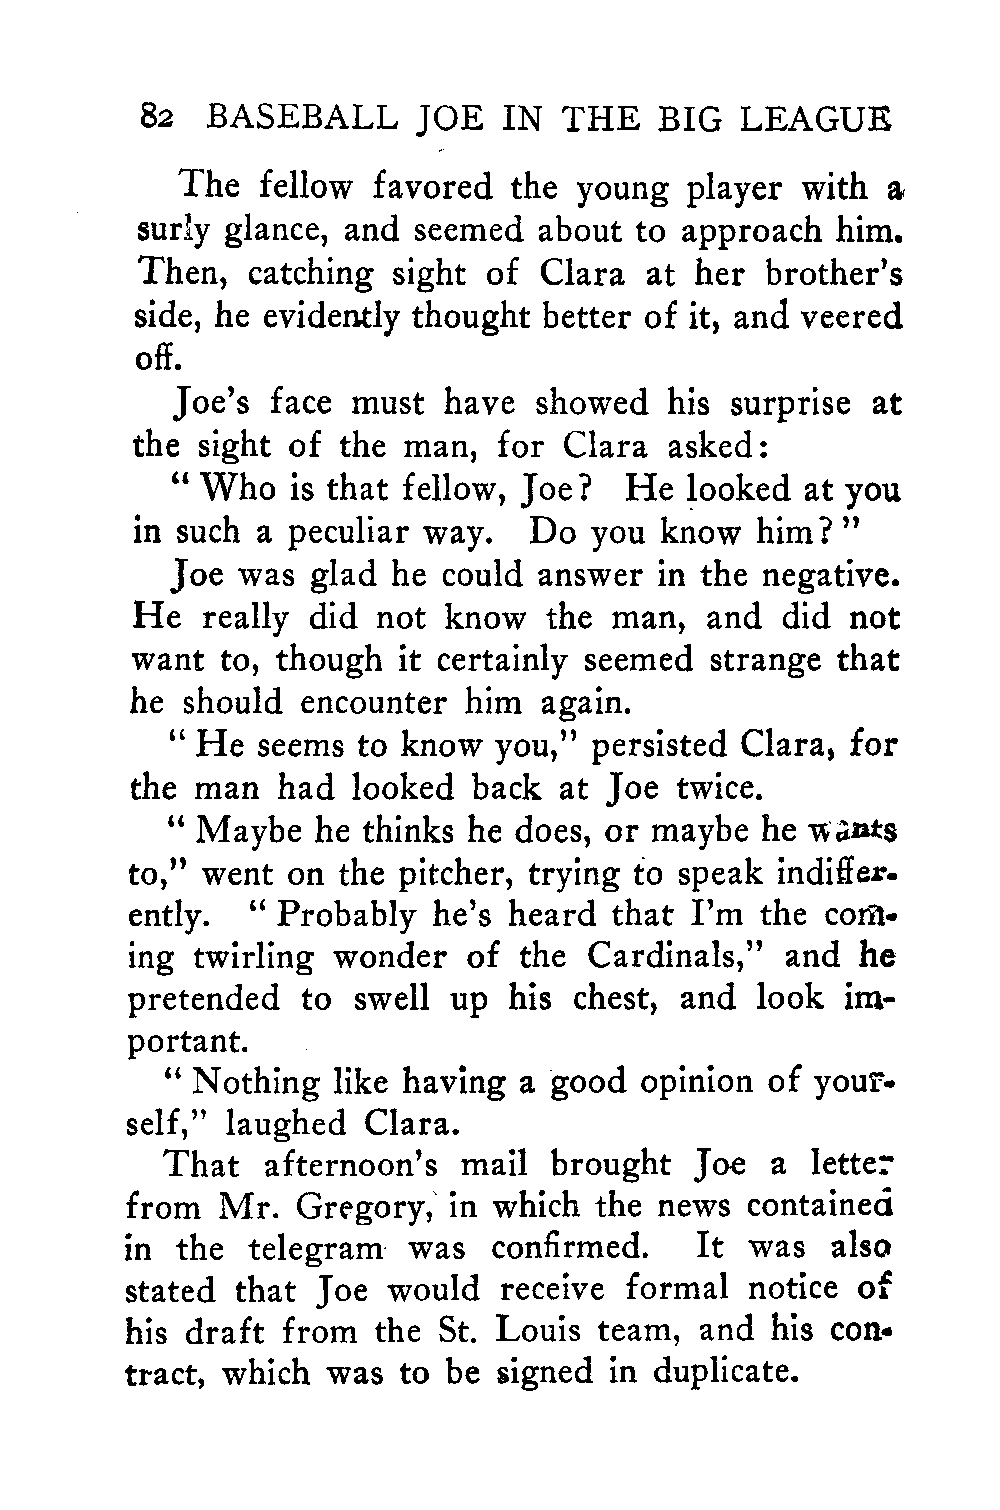 82 BASEBALL JOE IN THE BIG LEAGUE
The fellow favored the young player with a
surly glance, and seemed about to approach him.
Then, catching sight of Clara at her brother's
side, he evidently thought better of it, and veered
off.
Joe's face must have showed his surprise at
the sight of the man, for Clara asked:
" Who is that fellow, Joe? He looked at you
in such a peculiar way. Do you know him? "
Joe was glad he could answer in the negative.
He really did not know the man, and did not
want to, though it certainly seemed strange that
he should encounter him again.
" He seems to know you," persisted Clara, for
the man had looked back at Joe twice.
" Maybe he thinks he does, or maybe he wants
to," went on the pitcher, trying to speak indiffer-
ently. " Probably he's heard that I'm the com-
ing twirling wonder of the Cardinals," and he
pretended to swell up his chest, and look im-
portant.
" Nothing like having a good opinion of your-
self," laughed Clara.
That afternoon's mail brought Joe a letter
from Mr. Gregory, in which the news contained
in the telegram was confirmed. It was also
stated that Joe would receive formal notice of
his draft from the St. Louis team, and his con-
tract, which was to be signed in duplicate.